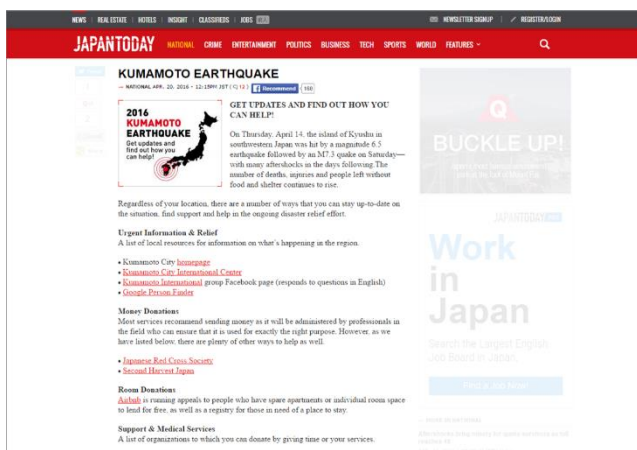 NEWS | REAL ESTATE | HOTELS | INSIGHT | CLASSIFIEDS | JOBS
NEWSLETTER SIGNUP | REGISTER/LOGIN
JAPANTODAY NATIONAL CRIME ENTERTAINMENT POLITICS BUSINESS TECH SPORTS WORLD FEATURES
KUMAMOTO EARTHQUAKE
— NATIONAL APR. 20, 2016 - 12:15PM JST ( 12 ) Recommend
2016
KUMAMOTO
EARTHQUAKE
Get updates and
find out how you
can help!
GET UPDATES AND FIND OUT HOW YOU
CAN HELP!
On Thursday, April 14, the island of Kyushu in
southwestern Japan was hit by a magnitude 6.5
earthquake followed by an M7.3 quake on Saturday—
with many aftershocks in the days following.The
number of deaths, injuries and people left without
food and shelter continues to rise.
Regardless of your location, there are a number of ways that you can stay up-to-date on
the situation, find support and help in the ongoing disaster relief effort.
Urgent Information & Relief
A list of local resources for information on what's happening in the region.
• Kumamoto City homepage
• Kumamoto City International Center
• Kumamoto International group Facebook page (responds to questions in English)
• Google Person Finder
Money Donations
Most services recommend sending money as it will be administered by professionals in
the field who can ensure that it is used for exactly the right purpose. However, as we
have listed below, there are plenty of other ways to help as well.
• Japanese Red Cross Society
• Second Harvest Japan
Room Donations
Airbnb is running appeals to people who have spare apartments or individual room space
to lend for free, as well as a registry for those in need of a place to stay.
Support & Medical Services
A list of organizations to which you can donate by giving time or your services.
BUCKLE UP!
JAPANTODAY
Work
in
Japan
Search the Largest English
Job Board in Japan.
Find a Job Now!